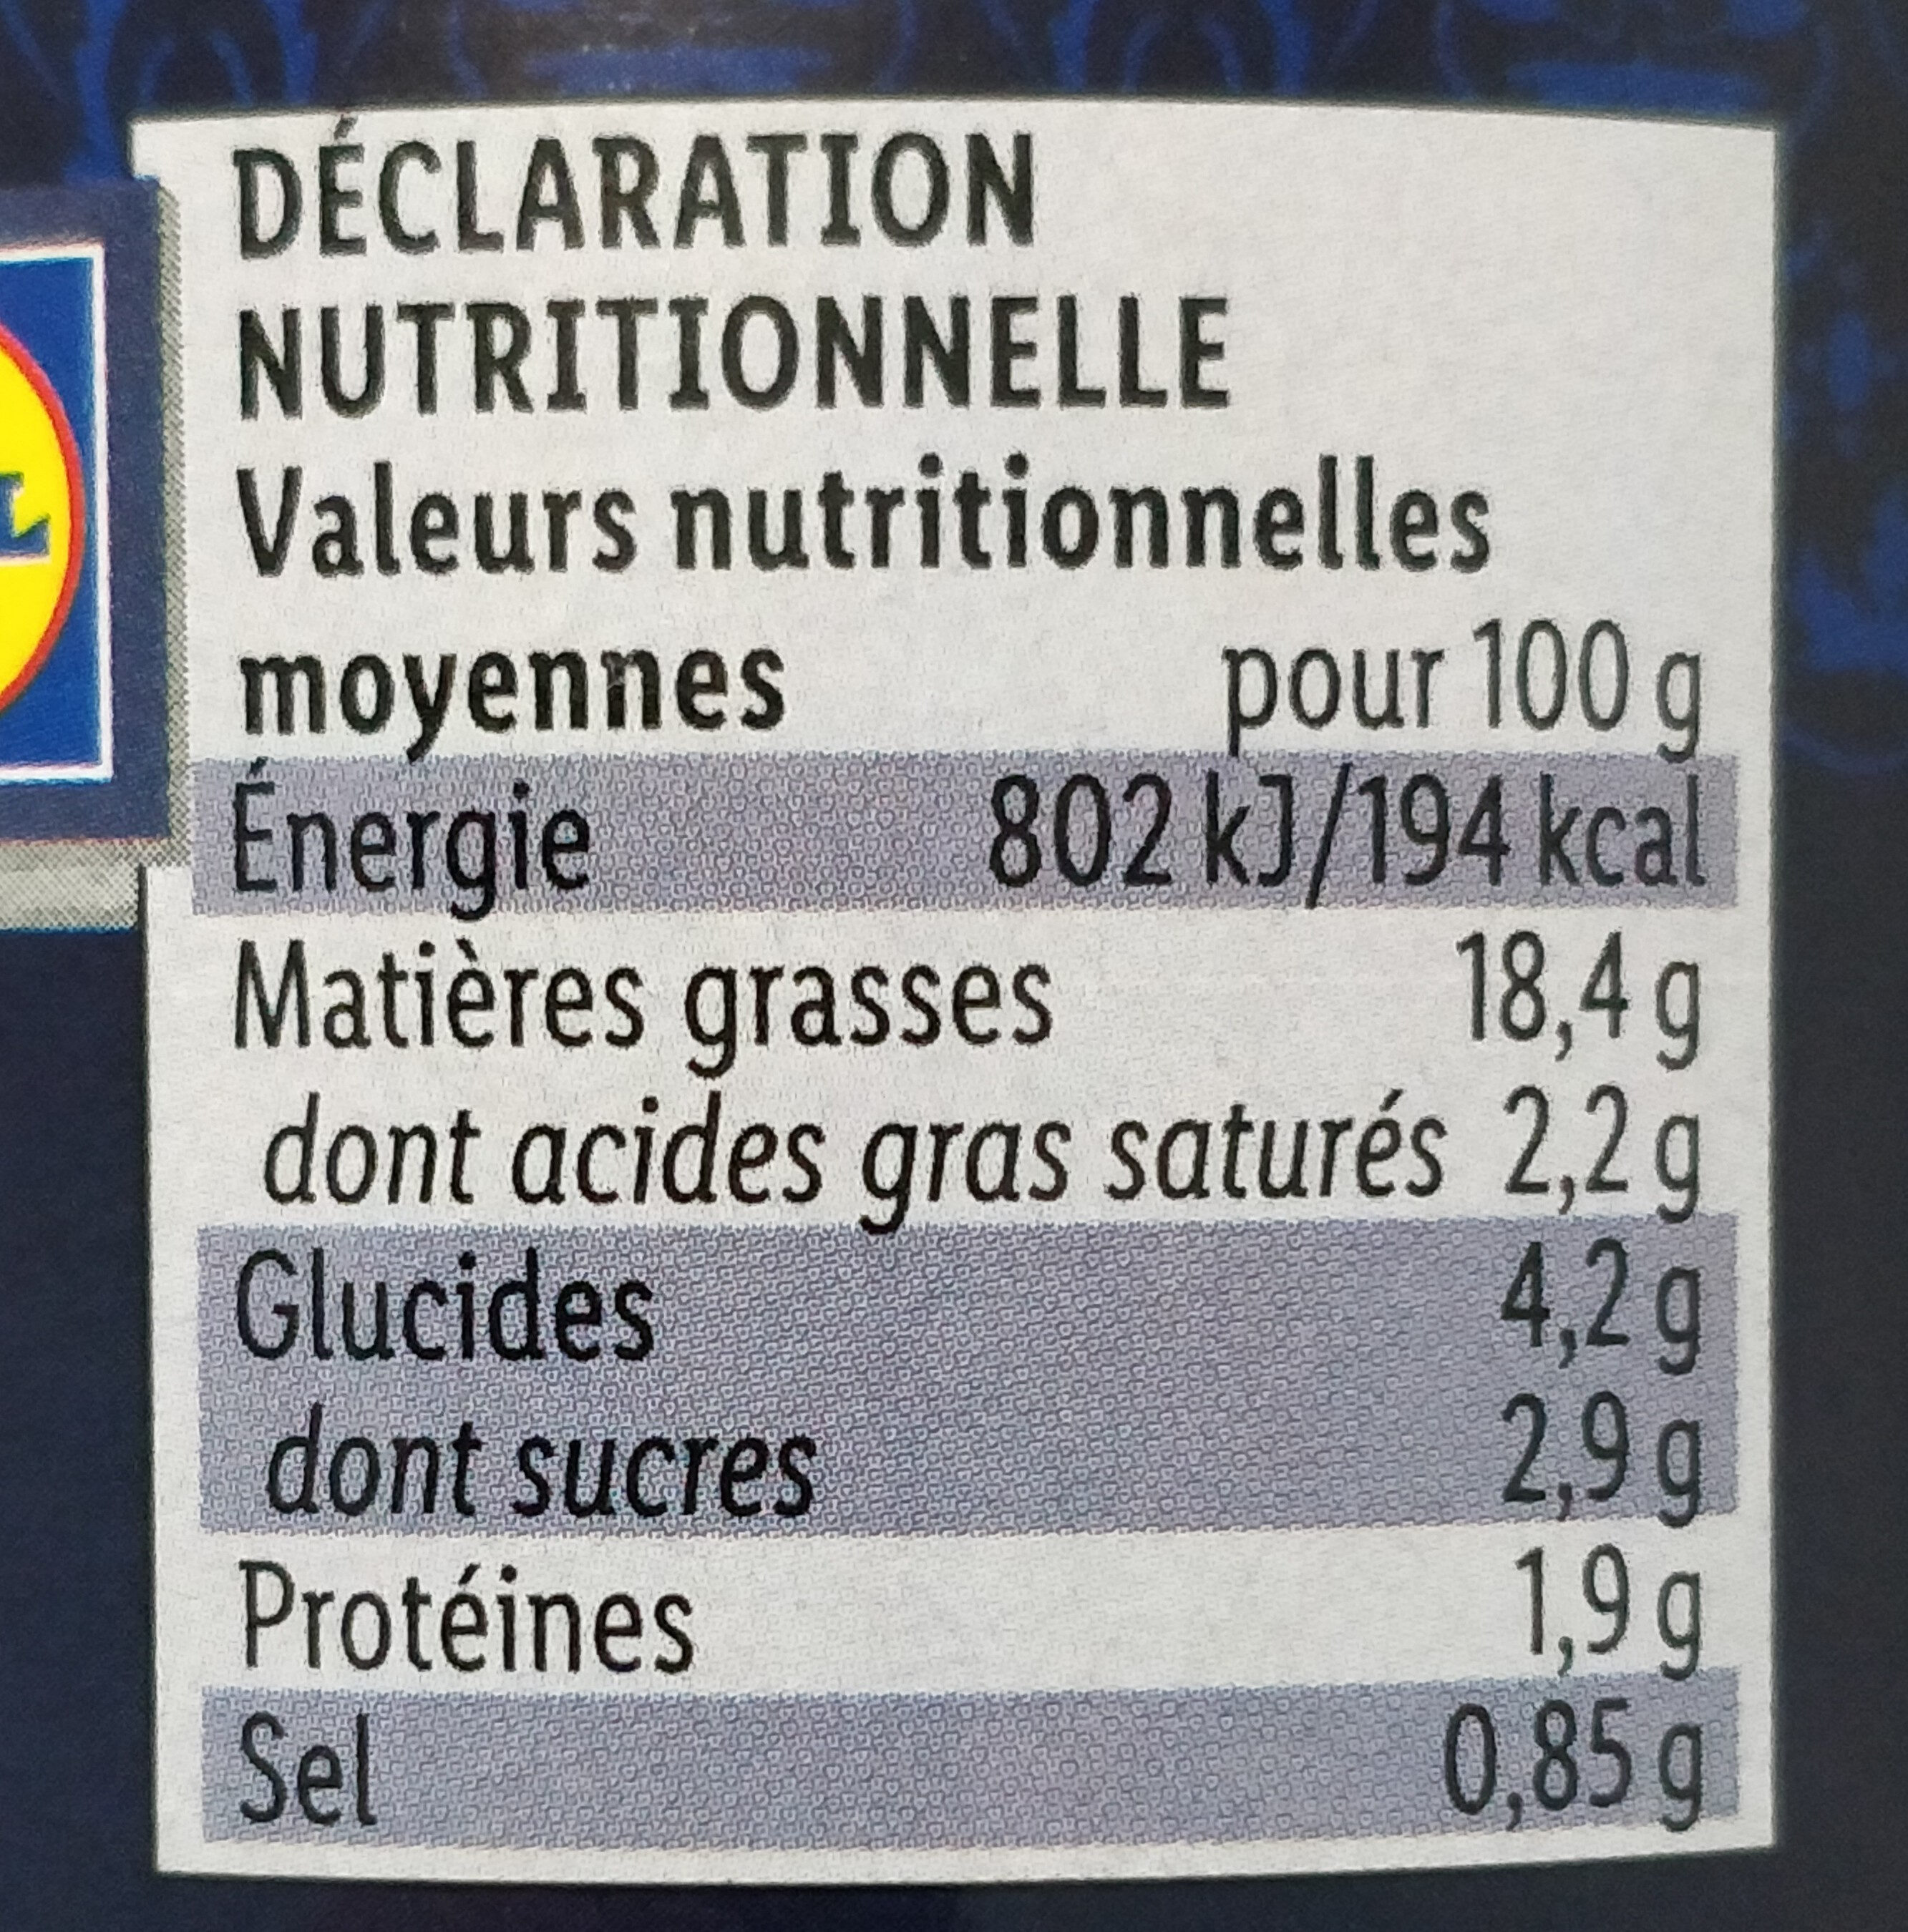 DÉCLARATION
NUTRITIONNELLE
Valeurs nutritionnelles
moyennes pour 100 g
Énergie 802 kJ/194 kcal
Matières grasses 18,4 g
dont acides gras saturés 2,2 g
Glucides 4,2 g
dont sucres 2,9 g
Protéines 1,9 g
Sel 0,85 g